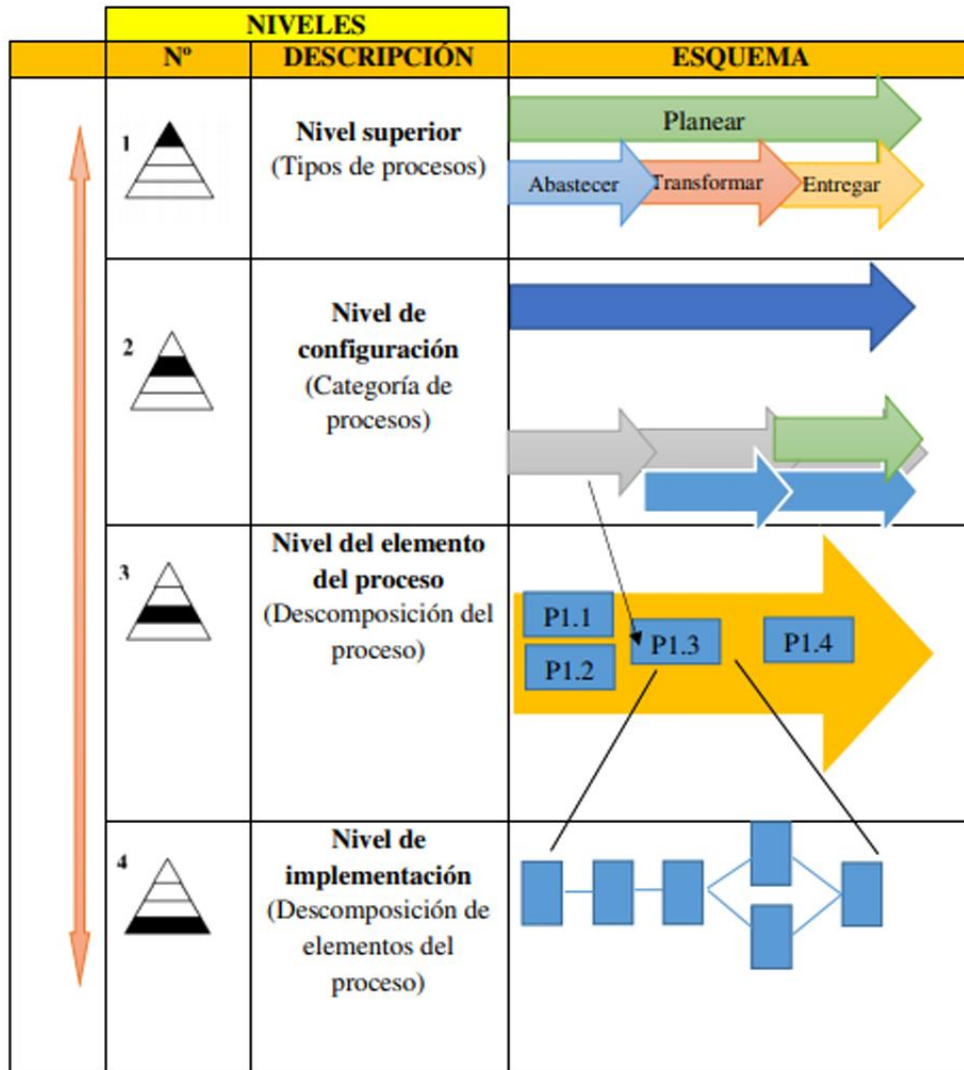 NIVELES
Nº DESCRIPCIÓN ESQUEMA
1
Nivel superior
(Tipos de procesos)
Planear
Abastecer Transformar Entregar
2
Nivel de
configuración
(Categoría de
procesos)
3
Nivel del elemento
del proceso
(Descomposición del
proceso)
P1.1
P1.2
P1.3
P1.4
4
Nivel de
implementación
(Descomposición de
elementos del
proceso)